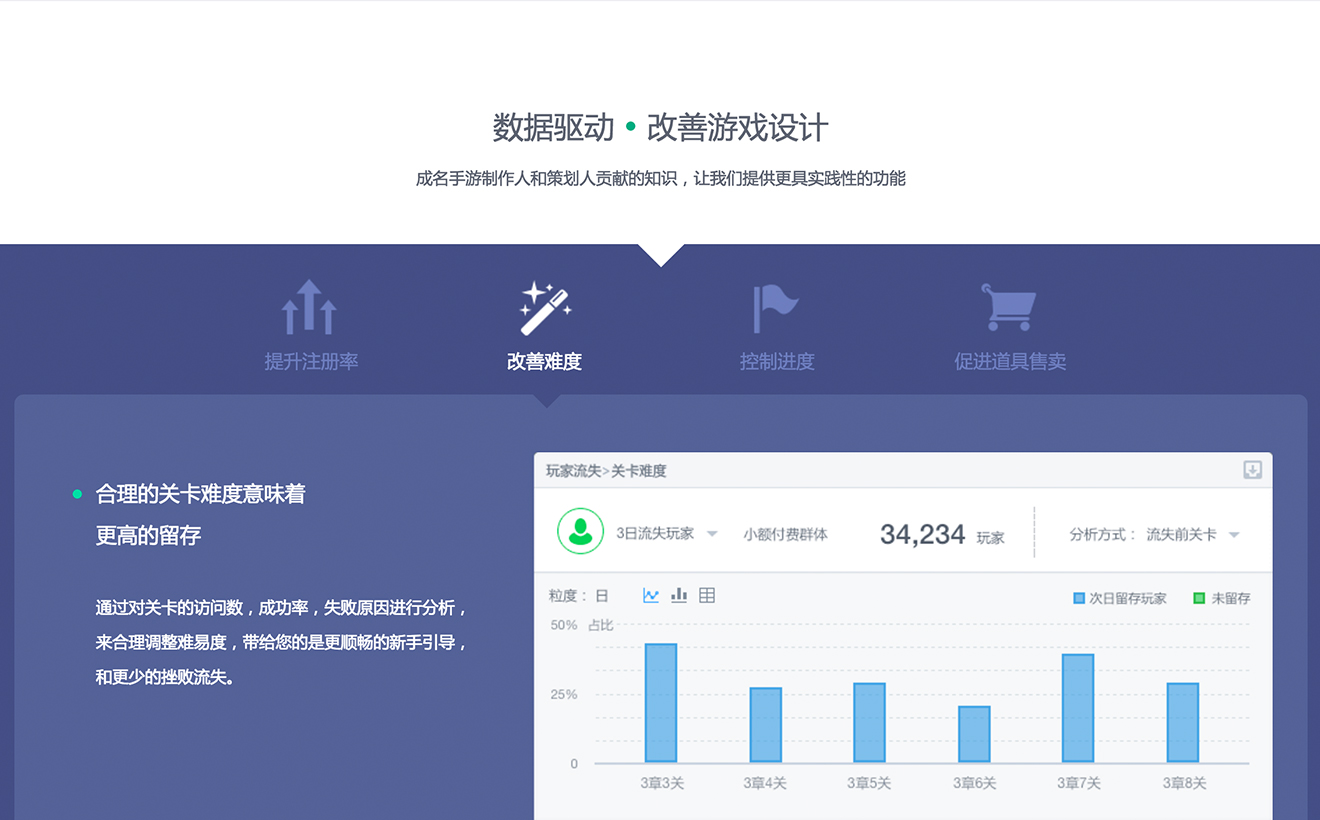 数据驱动 • 改善游戏设计
成名手游制作人和策划人贡献的知识，让我们提供更具实践性的功能
提升注册率
改善难度
控制进度
促进道具售卖
合理的关卡难度意味着
更高的留存
通过对关卡的访问数，成功率，失败原因进行分析，
来合理调整难易度，带给您的是更顺畅的新手引导，
和更少的挫败流失。
玩家流失>关卡难度
3日流失玩家 小额付费群体 34,234 玩家 分析方式： 流失前关卡
粒度： 日 次日留存玩家 未留存
50% 占比
25%
0
3章3关 3章4关 3章5关 3章6关 3章7关 3章8关